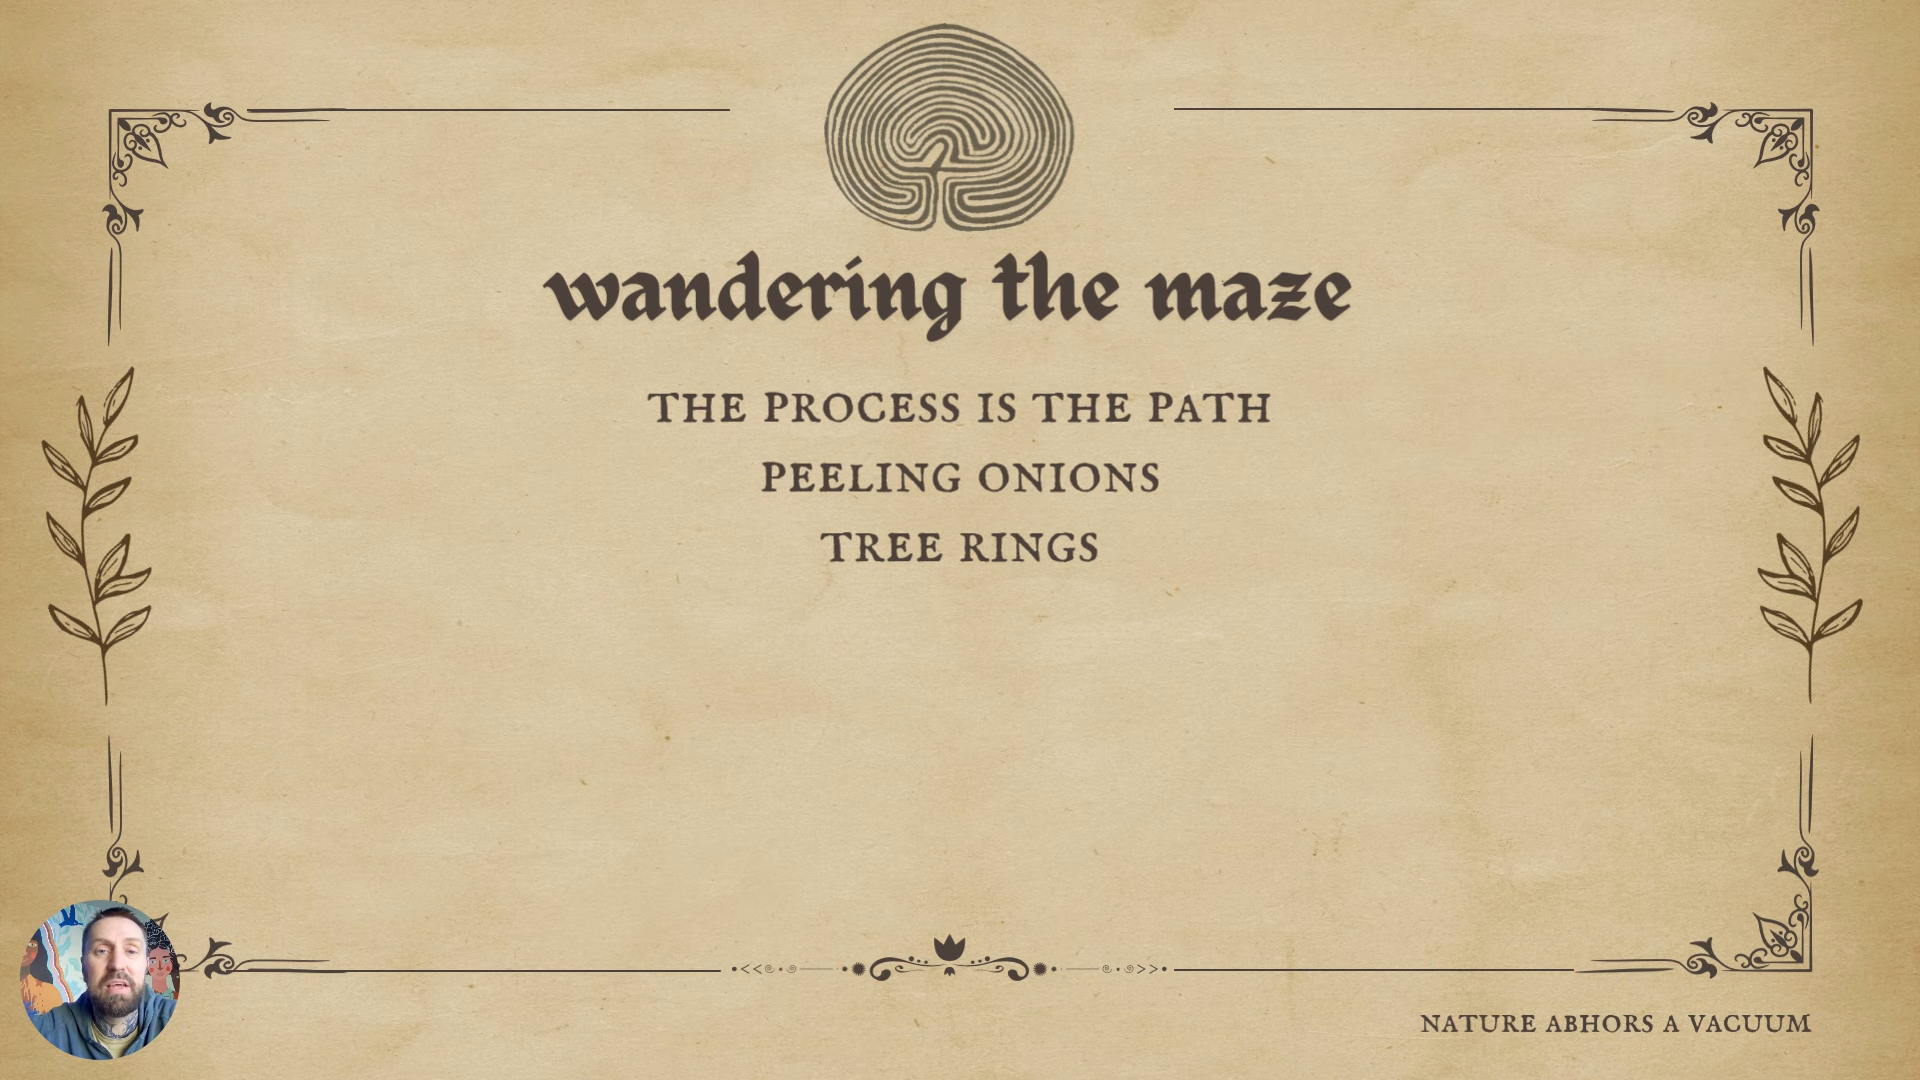 wandering the maze
THE PROCESS IS THE PATH
PEELING ONIONS
TREE RINGS
NATURE ABHORS A VACUUM